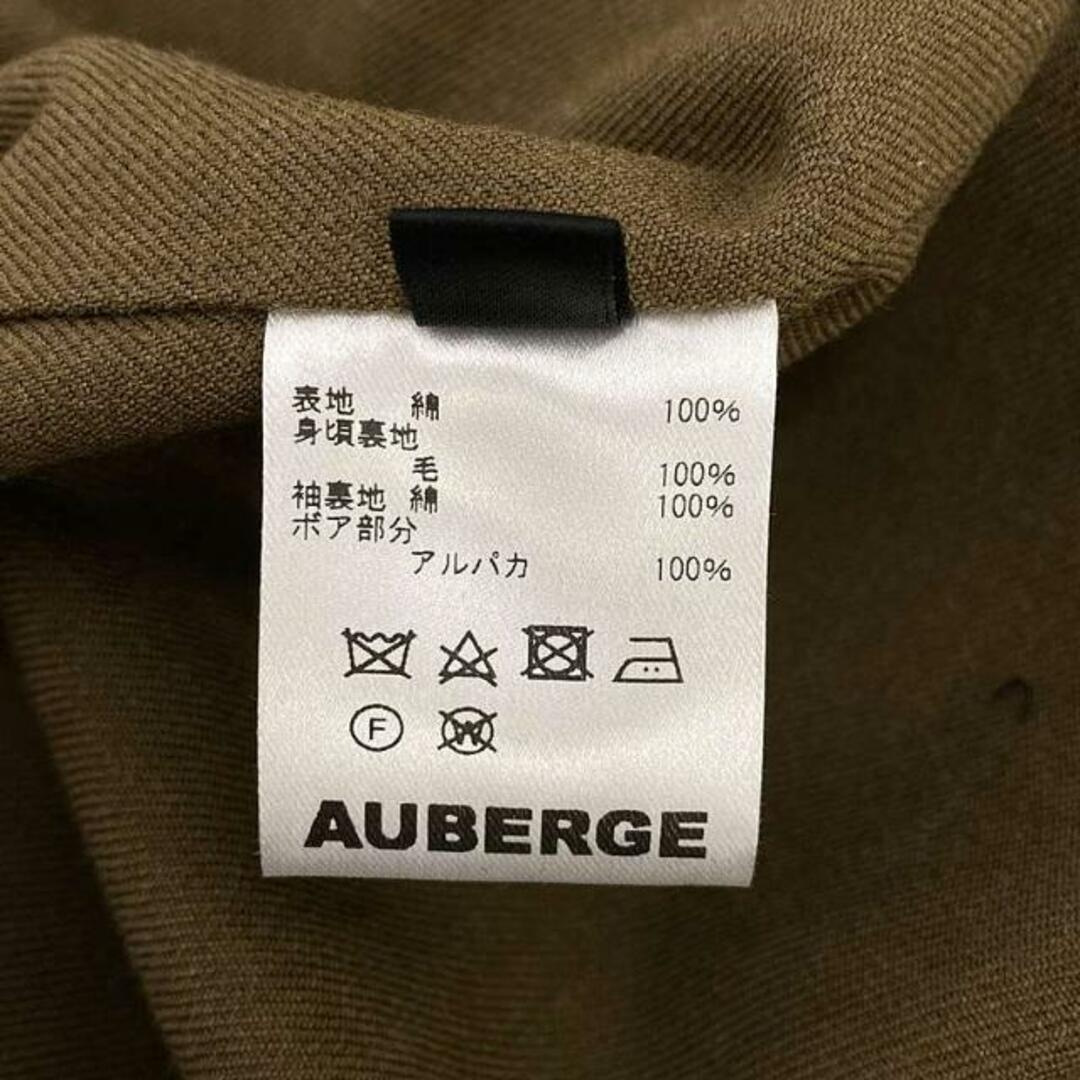 表地 綿 100%
身頃裏地
毛 100%
袖裏地 綿 100%
ボア部分
アルパカ 100%
F W
AUBERGE